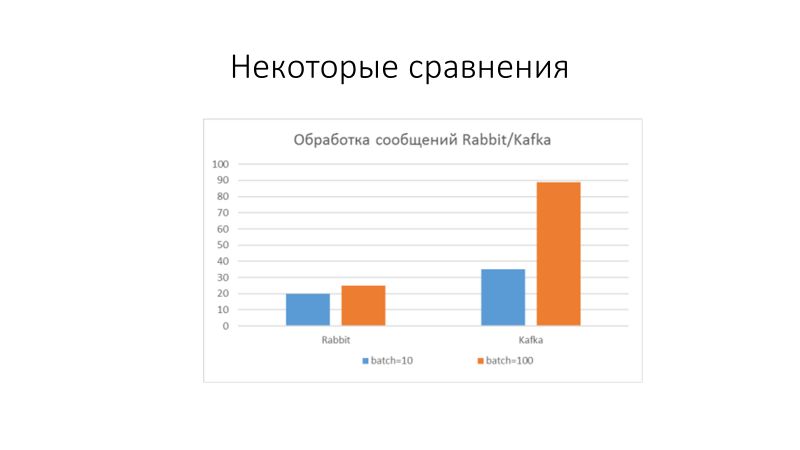 Некоторые сравнения
Обработка сообщений Rabbit/Kafka
100
90
80
70
60
50
40
30
20
10
0
Rabbit Kafka
batch=10 batch=100